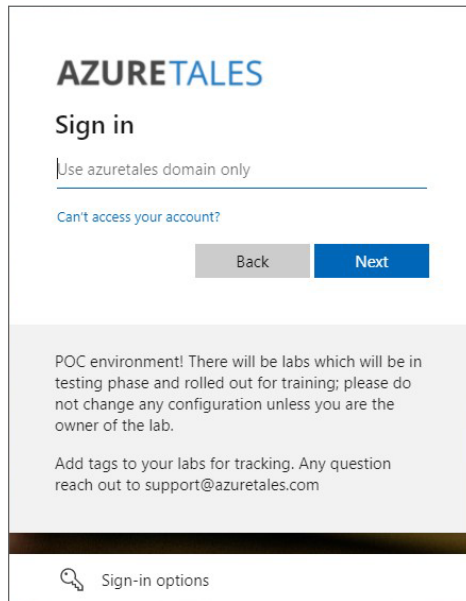 AZURETALES
Sign in
Use azuretales domain only
Can't access your account?
Back
Next
POC environment! There will be labs which will be in
testing phase and rolled out for training; please do
not change any configuration unless you are the
owner of the lab.
Add tags to your labs for tracking. Any question
reach out to support@azuretales.com
Sign-in options